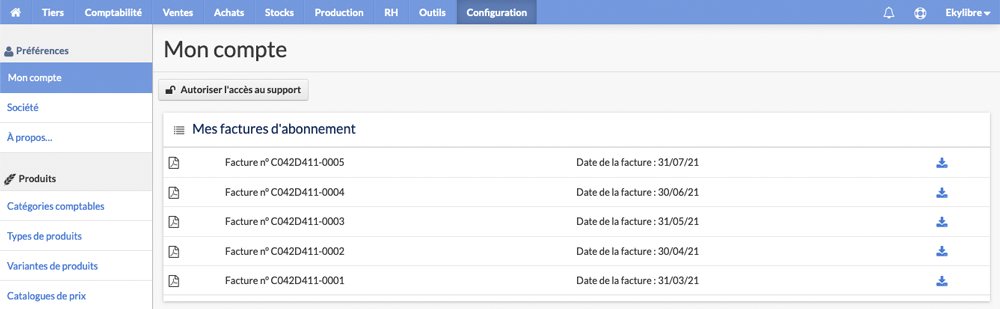 Tiers Comptabilité Ventes Achats Stocks Production RH Outils Configuration Ekylibre
Préférences
Mon compte
Société
À propos...
Produits
Catégories comptables
Types de produits
Variantes de produits
Catalogues de prix
Mon compte
Autoriser l'accès au support
Mes factures d'abonnement
Facture n° C042D411-0005 Date de la facture : 31/07/21
Facture n° C042D411-0004 Date de la facture : 30/06/21
Facture n° C042D411-0003 Date de la facture : 31/05/21
Facture n° C042D411-0002 Date de la facture : 30/04/21
Facture n° C042D411-0001 Date de la facture : 31/03/21